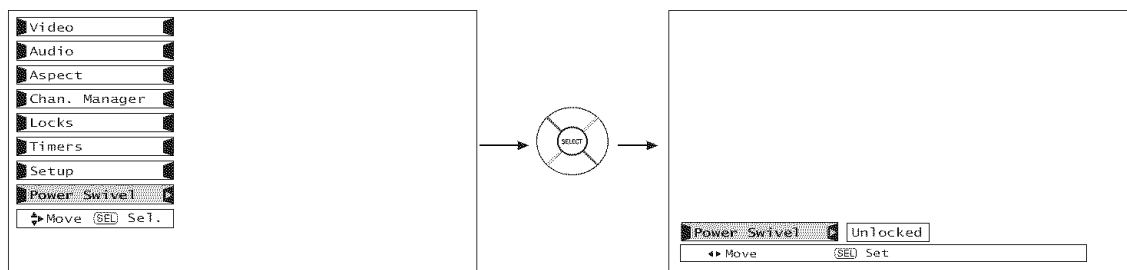 Video
Audio
Aspect
Chan. Manager
Locks
Timers
Setup
Power Swivel
Move SEL Sel.
SELECT
Power Swivel Unlocked
Move SEL Set